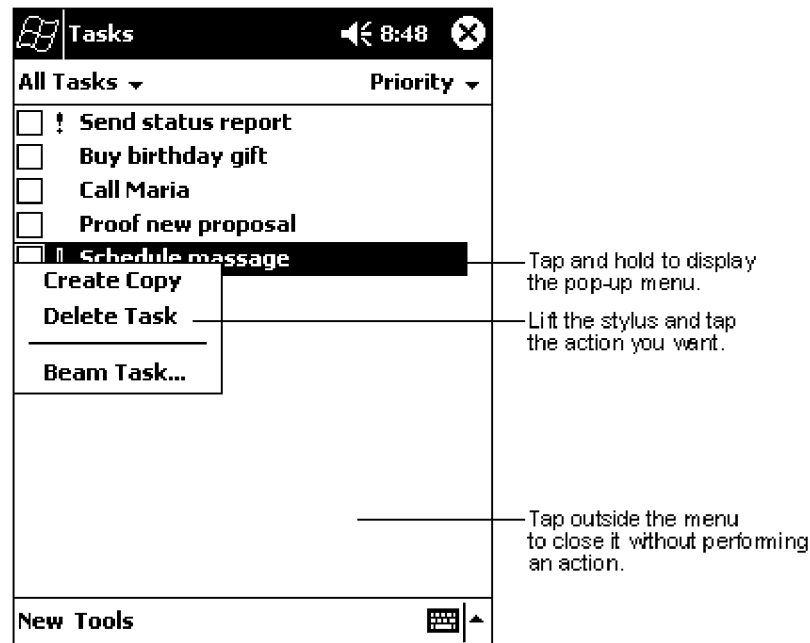 Tasks 8:48
All Tasks Priority
! Send status report
Buy birthday gift
Call Maria
Proof new proposal
Schedule massage
Create Copy
Delete Task
Beam Task...
Tap and hold to display
the pop-up menu.
Lift the stylus and tap
the action you want.
Tap outside the menu
to close it without performing
an action.
New Tools